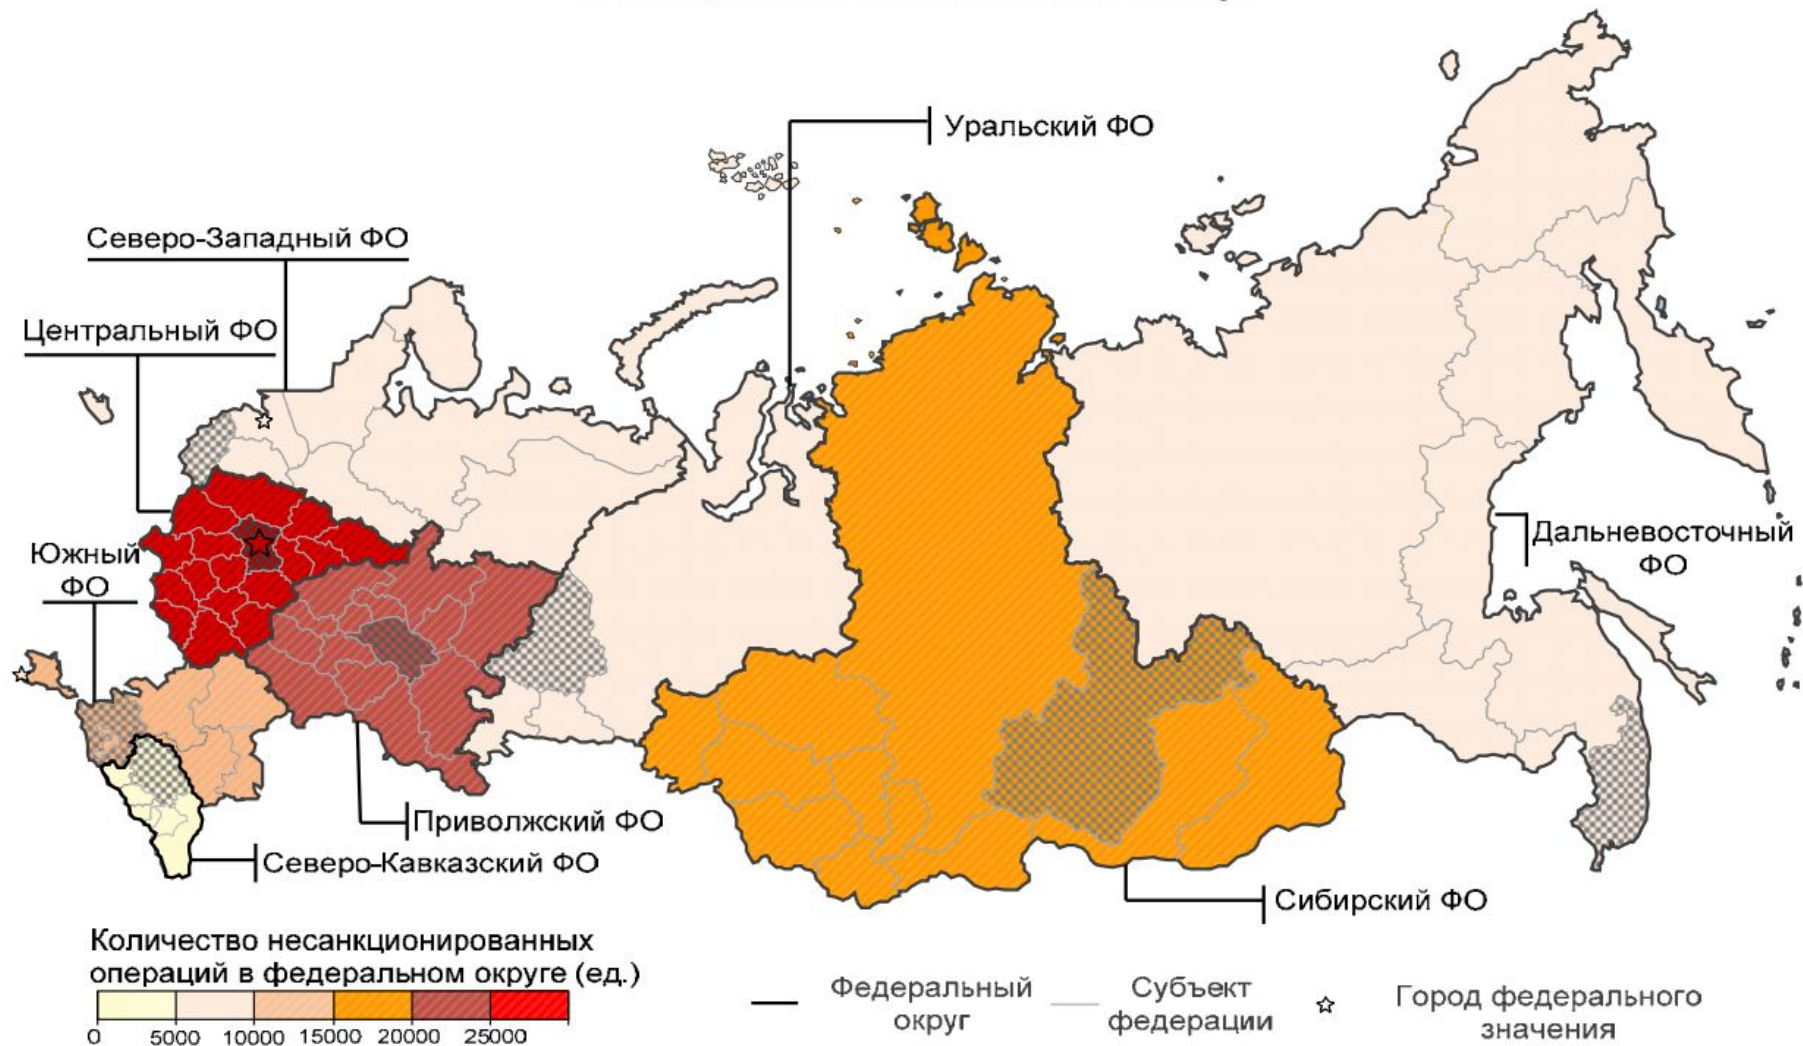 Уральский ФО
Северо-Западный ФО
Центральный ФО
Южный
ФО
Дальневосточный
ФО
Приволжский ФО
Северо-Кавказский ФО
Сибирский ФО
Количество несанкционированных
операций в федеральном округе (ед.)
0 5000 10000 15000 20000 25000
Федеральный
округ
Субъект
федерации
Город федерального
значения